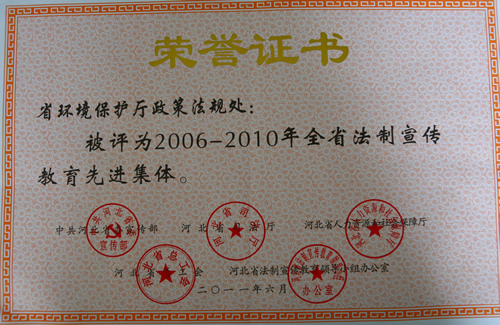 荣誉证书
省环境保护厅政策法规处：
被评为2006-2010年全省法制宣传
教育先进集体。
中共河北省委宣传部 河北省司法厅 河北省人力资源和社会保障厅
河北省总工会 河北省法制宣传教育领导小组办公室
二〇一一年六月